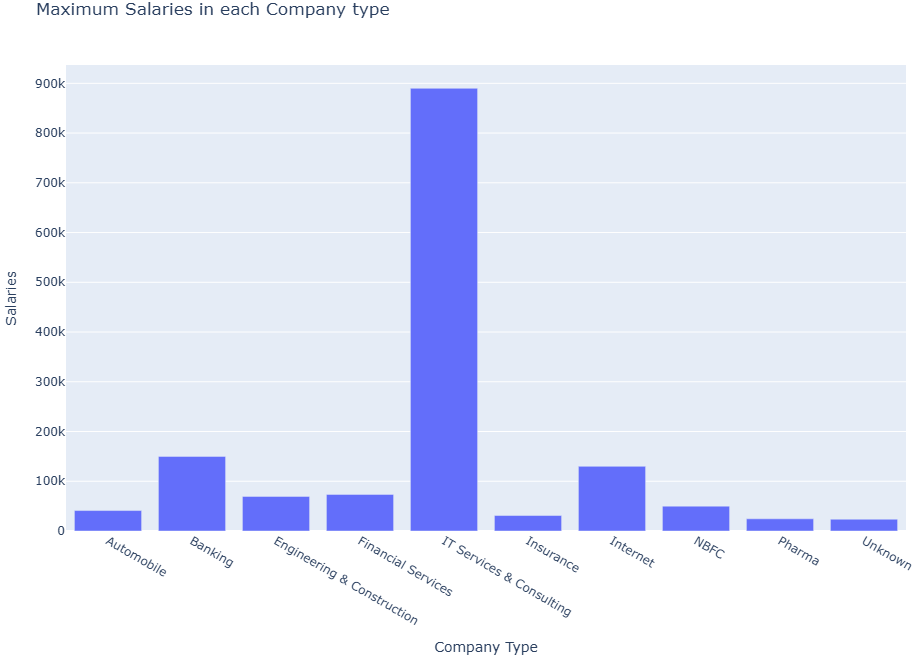 Maximum Salaries in each Company type
900k
800k
700k
600k
500k
400k
300k
200k
100k
0
Salaries
Automobile
Banking
Engineering & Construction
Financial Services
IT Services & Consulting
Insurance
Internet
NBFC
Pharma
Unknown
Company Type